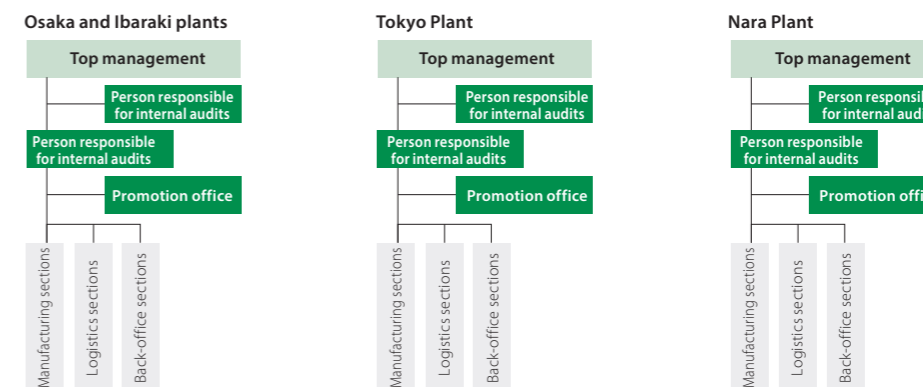 Osaka and Ibaraki plants
Top management
Person responsible
for internal audits
Person responsible
for internal audits
Promotion office
Manufacturing sections
Logistics sections
Back-office sections
Tokyo Plant
Top management
Person responsible
for internal audits
Person responsible
for internal audits
Promotion office
Manufacturing sections
Logistics sections
Back-office sections
Nara Plant
Top management
Person
for internal
Person responsible
for internal audits
Promotion
Manufacturing sections
Logistics sections
Back-office sections